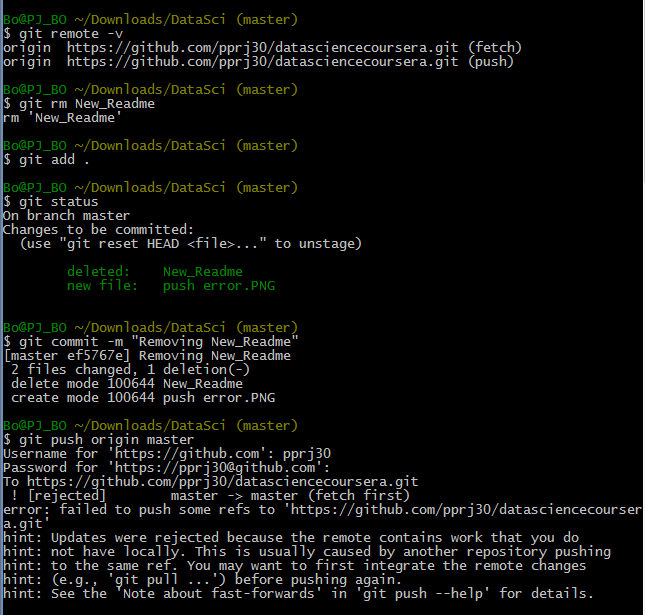 Bo@PJ_BO ~/Downloads/DataSci (master)
$ git remote -v
origin  https://github.com/pprj30/datasciencecoursera.git (fetch)
origin  https://github.com/pprj30/datasciencecoursera.git (push)
Bo@PJ_BO ~/Downloads/DataSci (master)
$ git rm New_Readme
rm 'New_Readme'
Bo@PJ_BO ~/Downloads/DataSci (master)
$ git add .
Bo@PJ_BO ~/Downloads/DataSci (master)
$ git status
On branch master
Changes to be committed:
  (use "git reset HEAD <file>..." to unstage)
        deleted:    New_Readme
        new file:   push error.PNG
Bo@PJ_BO ~/Downloads/DataSci (master)
$ git commit -m "Removing New_Readme"
[master ef5767e] Removing New_Readme
 2 files changed, 1 deletion(-)
 delete mode 100644 New_Readme
 create mode 100644 push error.PNG
Bo@PJ_BO ~/Downloads/DataSci (master)
$ git push origin master
Username for 'https://github.com': pprj30
Password for 'https://pprj30@github.com':
To https://github.com/pprj30/datasciencecoursera.git
 ! [rejected]        master -> master (fetch first)
error: failed to push some refs to 'https://github.com/pprj30/datasciencecourser
a.git'
hint: Updates were rejected because the remote contains work that you do
hint: not have locally. This is usually caused by another repository pushing
hint: to the same ref. You may want to first integrate the remote changes
hint: (e.g., 'git pull ...') before pushing again.
hint: See the 'Note about fast-forwards' in 'git push --help' for details.